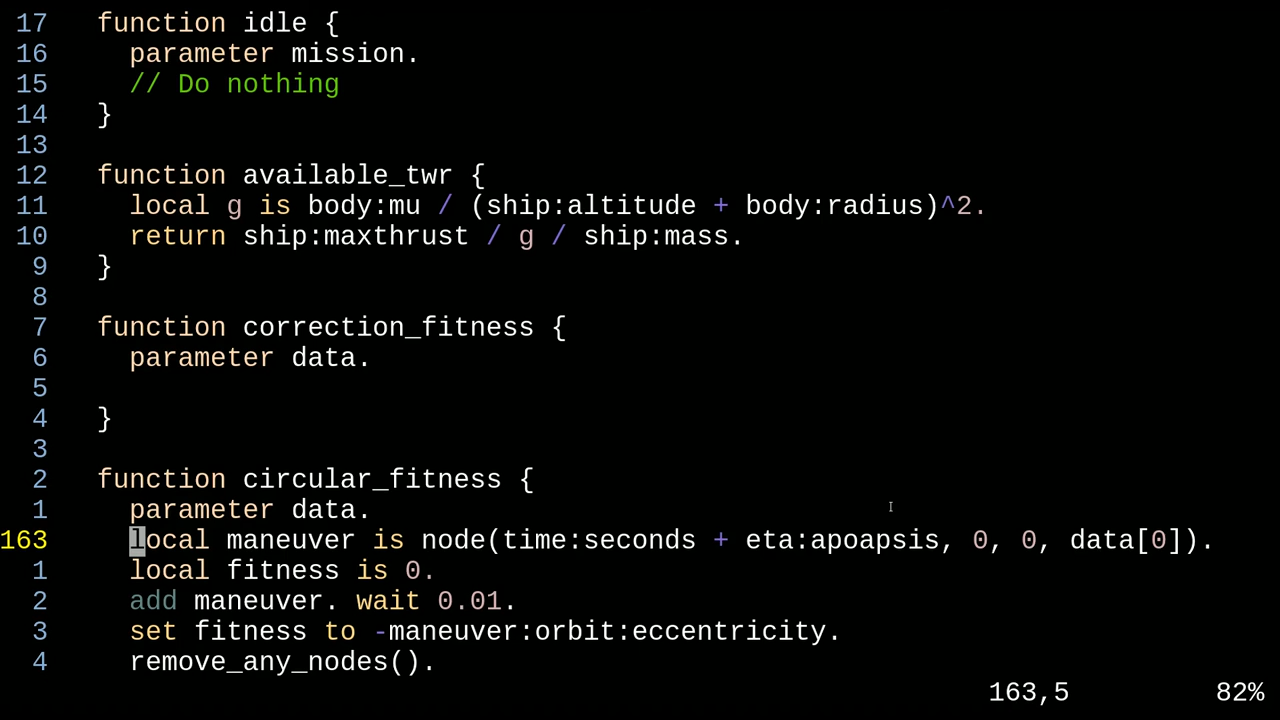 17   function idle {
16     parameter mission.
15     // Do nothing
14   }
13
12   function available_twr {
11     local g is body:mu / (ship:altitude + body:radius)^2.
10     return ship:maxthrust / g / ship:mass.
9   }
8
7   function correction_fitness {
6     parameter data.
5
4   }
3
2   function circular_fitness {
1     parameter data.
163     local maneuver is node(time:seconds + eta:apoapsis, 0, 0, data[0]).
1     local fitness is 0.
2     add maneuver. wait 0.01.
3     set fitness to -maneuver:orbit:eccentricity.
4     remove_any_nodes().
163,5 82%